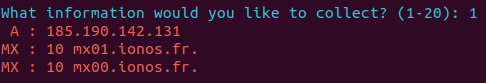 What information would you like to collect? (1-20): 1
A : 185.190.142.131
MX : 10 mx01.ionos.fr.
MX : 10 mx00.ionos.fr.